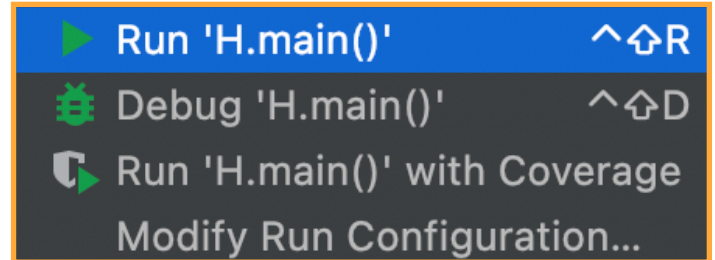 Run 'H.main()' ^⇧R
Debug 'H.main()' ^⇧D
Run 'H.main()' with Coverage
Modify Run Configuration...